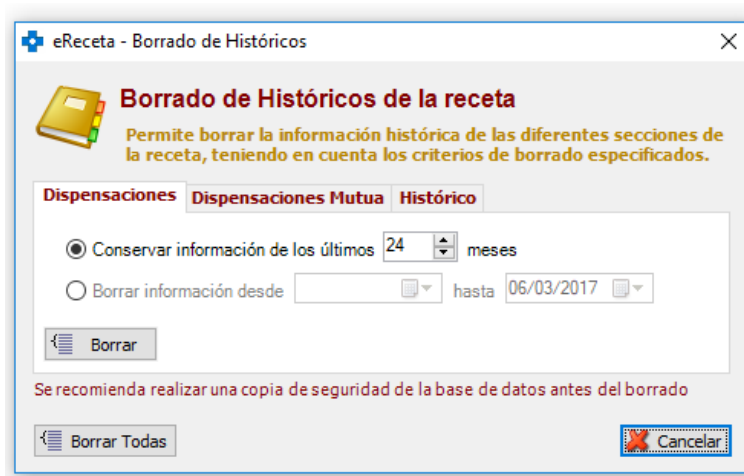 eReceta - Borrado de Históricos
Borrado de Históricos de la receta
Permite borrar la información histórica de las diferentes secciones de
la receta, teniendo en cuenta los criterios de borrado especificados.
Dispensaciones Dispensaciones Mutua Histórico
Conservar información de los últimos 24 meses
Borrar información desde hasta 06/03/2017
Borrar
Se recomienda realizar una copia de seguridad de la base de datos antes del borrado
Borrar Todas Cancelar